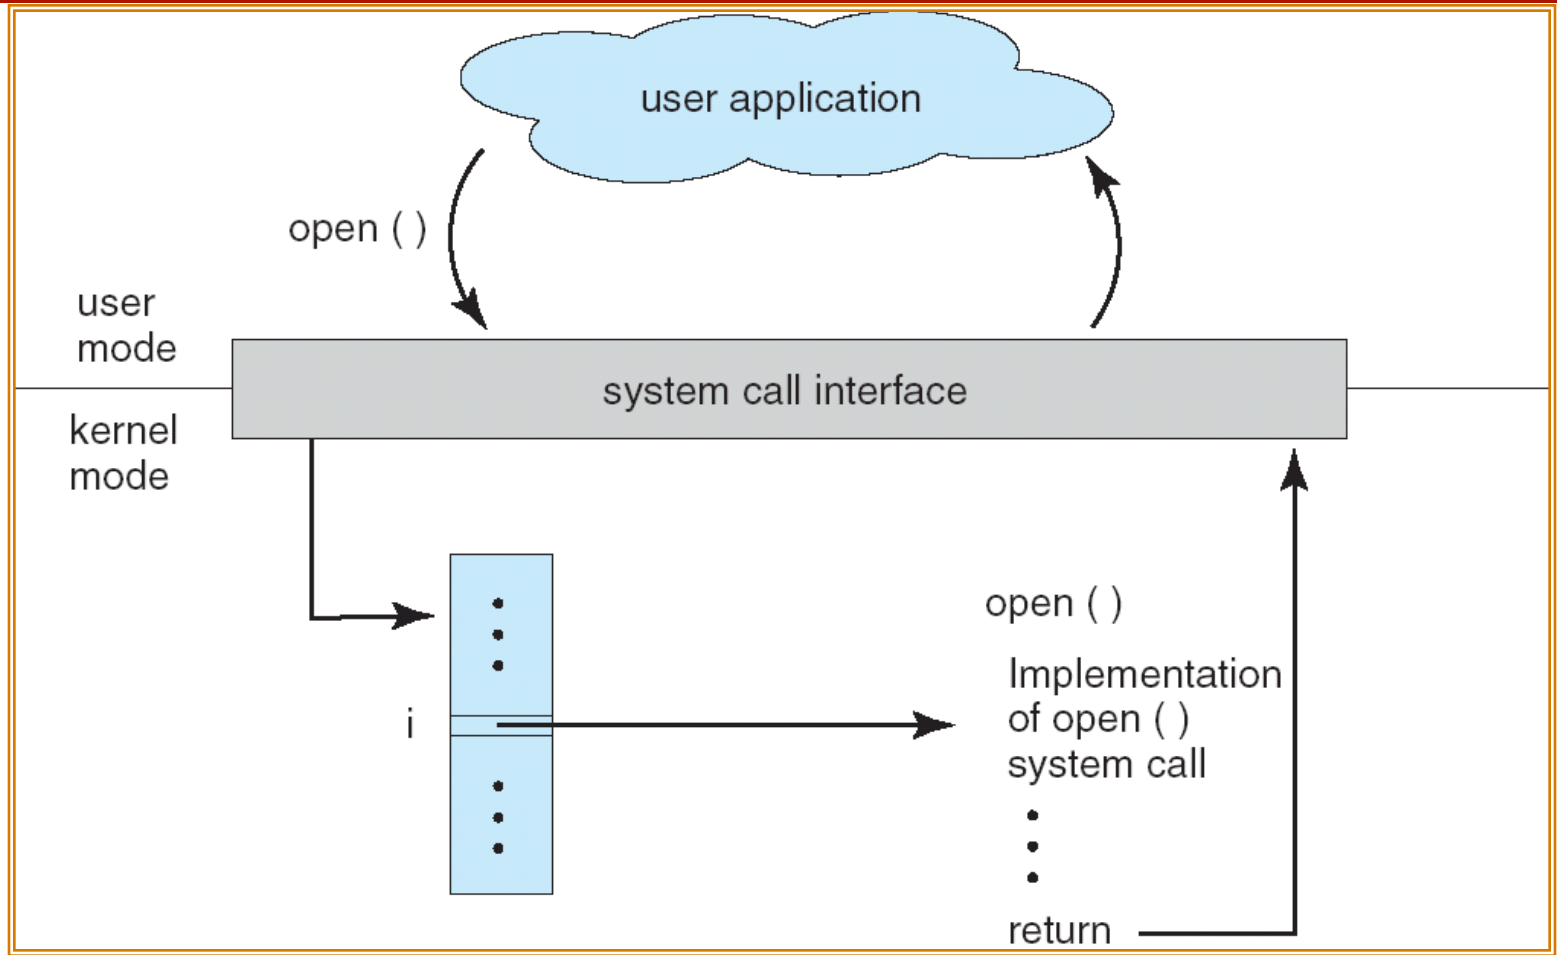 user application
open ( )
user
mode
system call interface
kernel
mode
open ( )
Implementation
of open ( )
system call
i
return